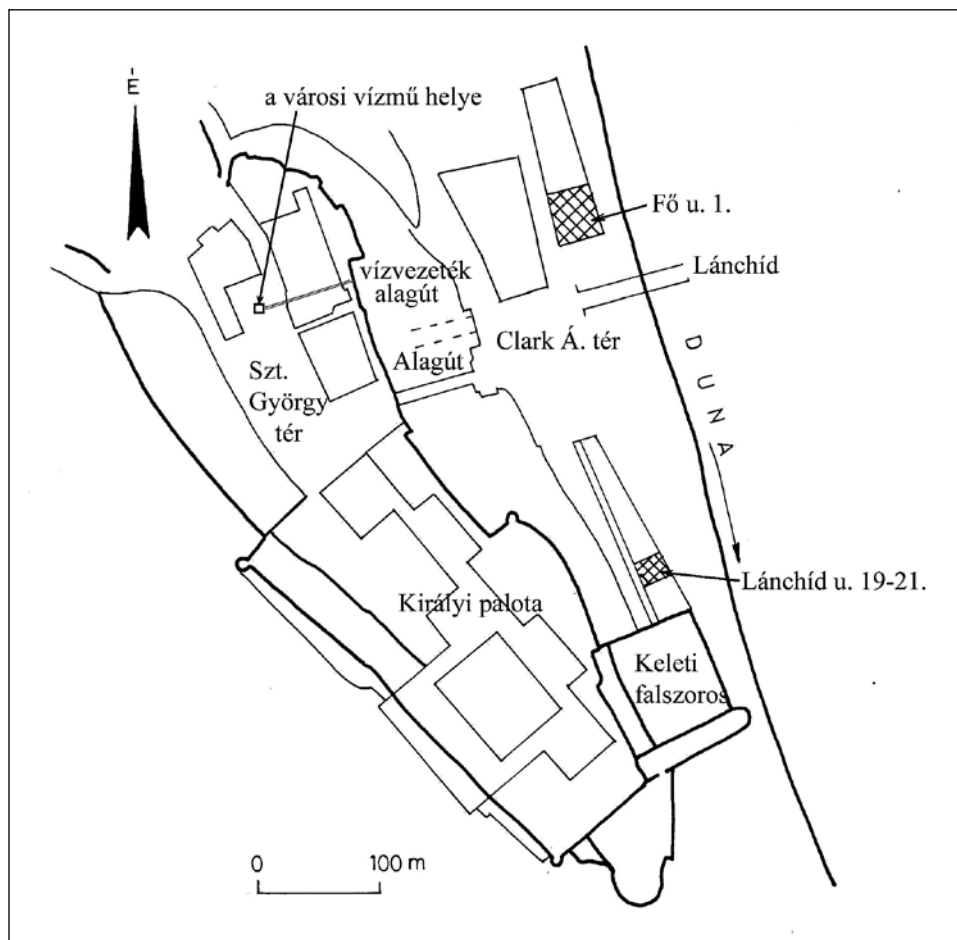 É
a városi vízmű helye
Fő u. 1.
Lánchíd
vízvezeték
alagút
Clark Á. tér
Alagút
Szt.
György
tér
DUNA
Lánchíd u. 19-21.
Királyi palota
Keleti
falszoros
0 100 m